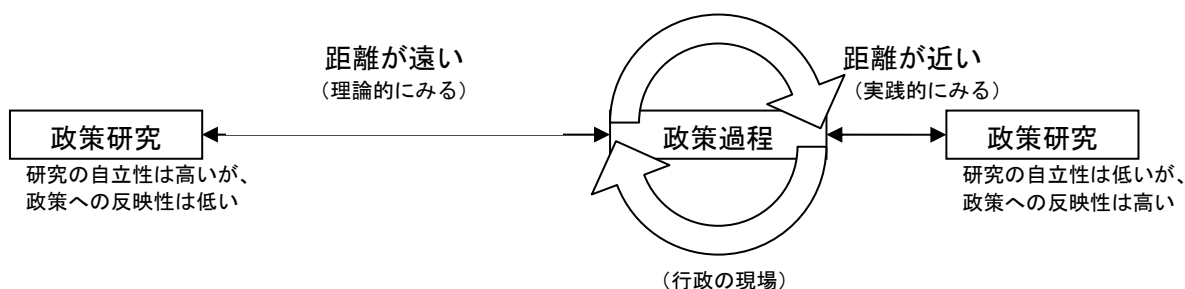 距離が遠い
（理論的にみる）
距離が近い
（実践的にみる）
政策研究
政策過程
政策研究
研究の自立性は高いが、
政策への反映性は低い
研究の自立性は低いが、
政策への反映性は高い
（行政の現場）